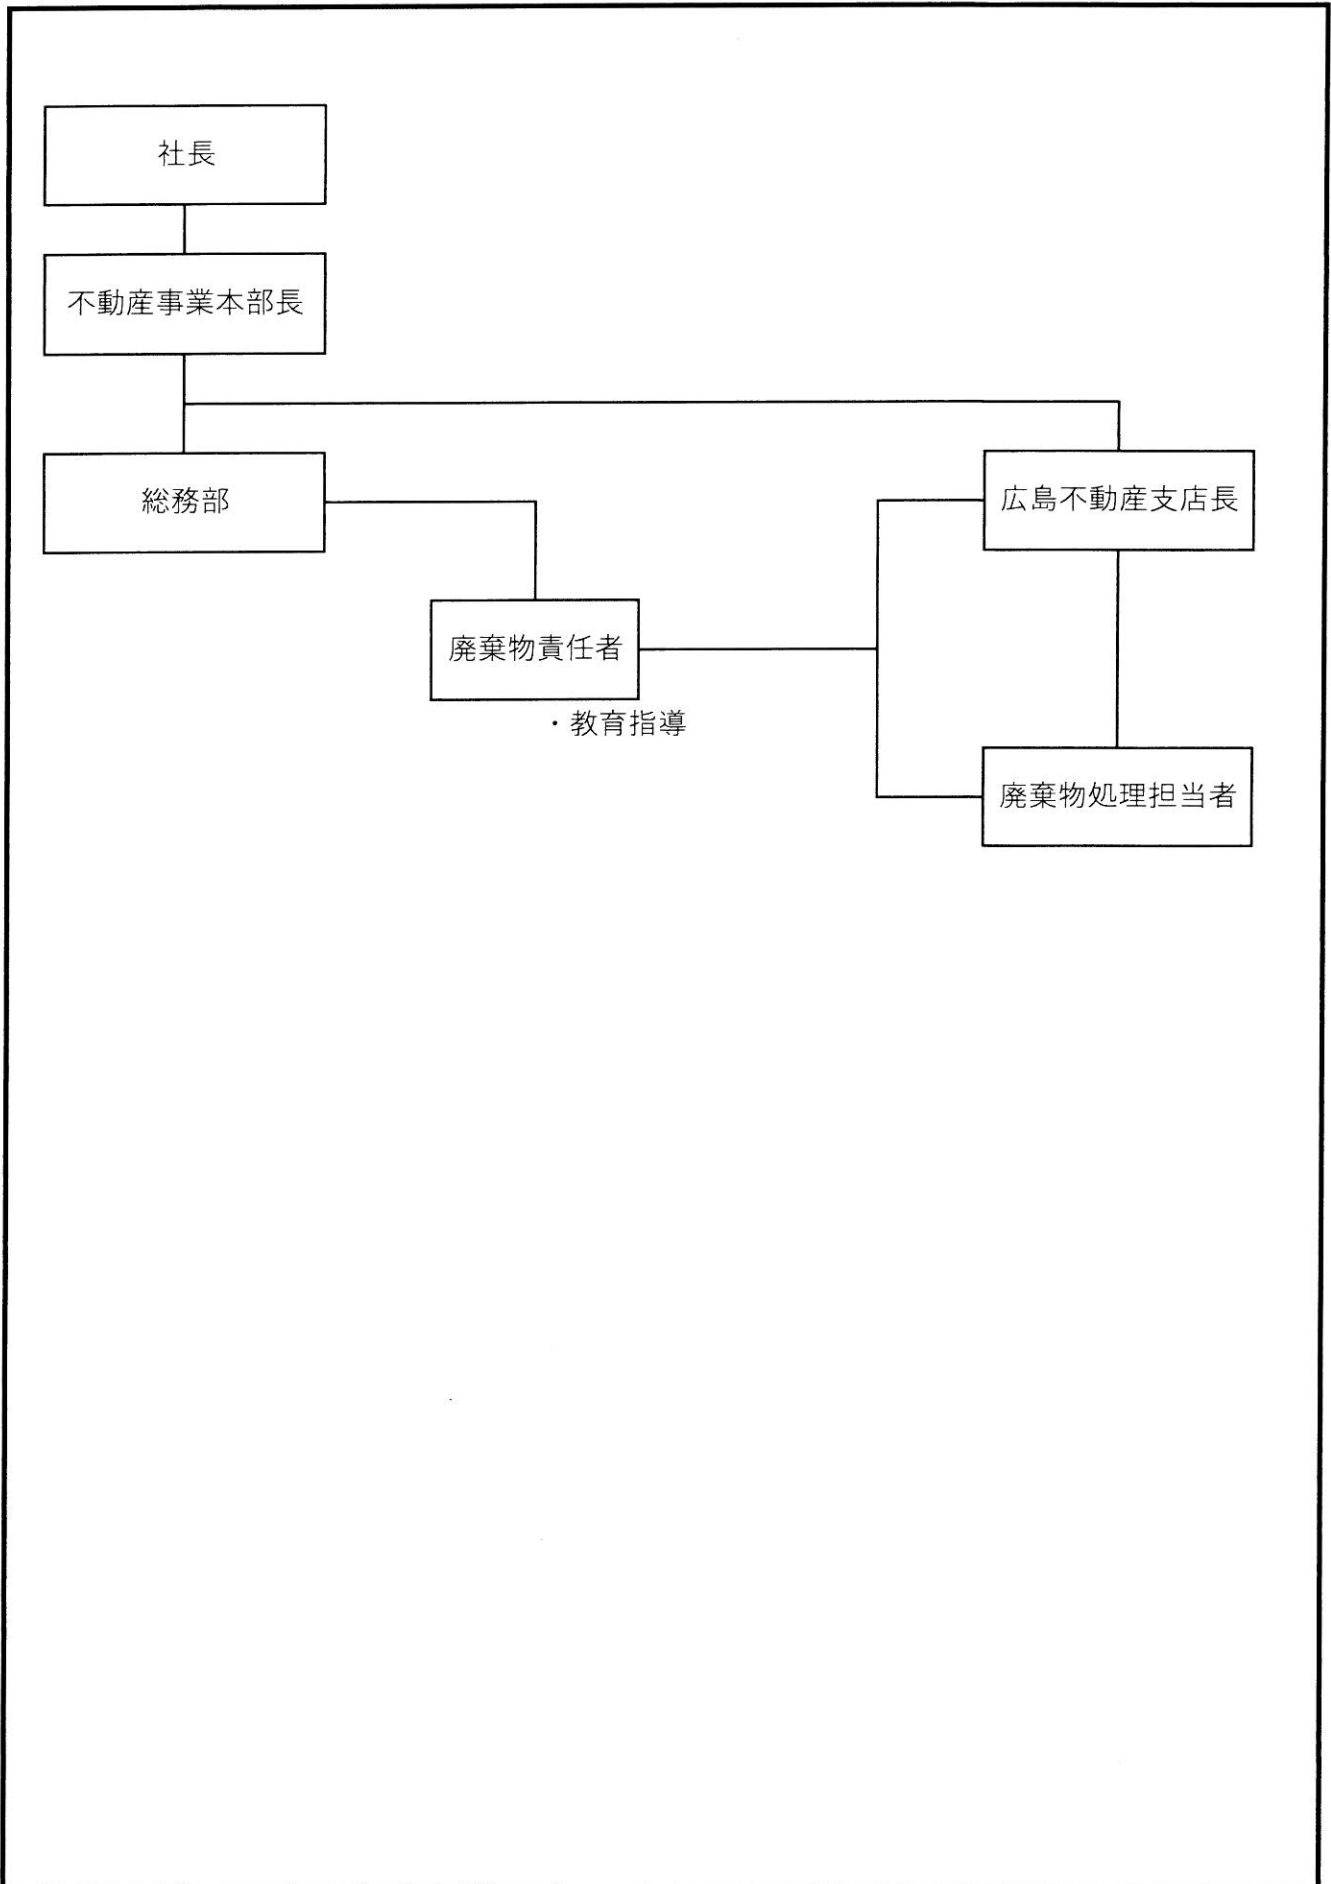 社長
不動産事業本部長
総務部
広島不動産支店長
廃棄物責任者
・教育指導
廃棄物処理担当者